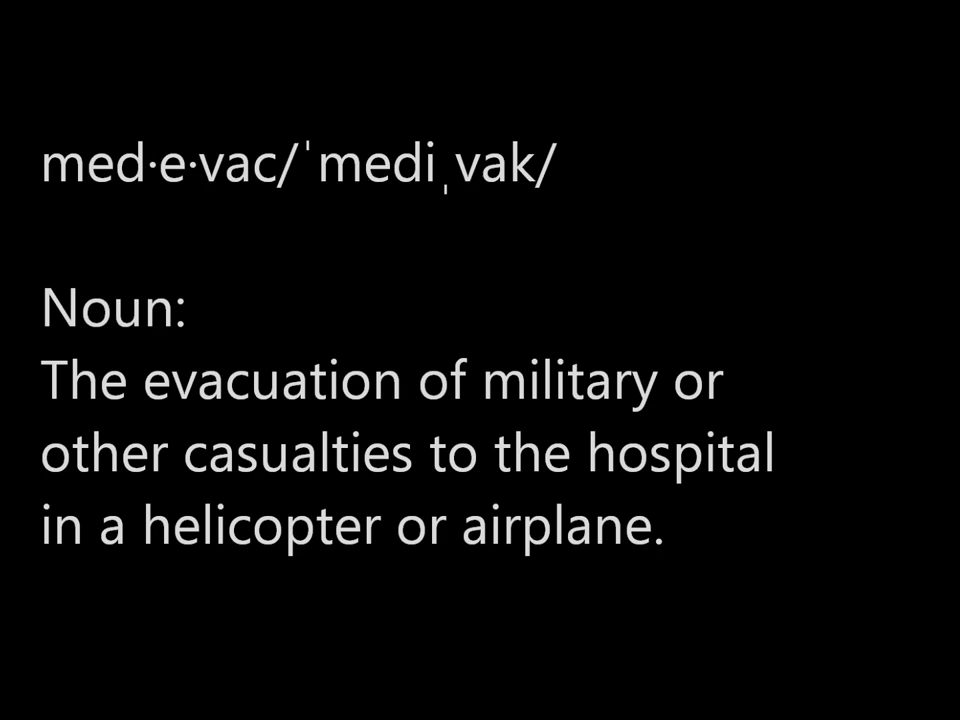 med·e·vac/ˈmediˌvak/
Noun:
The evacuation of military or
other casualties to the hospital
in a helicopter or airplane.